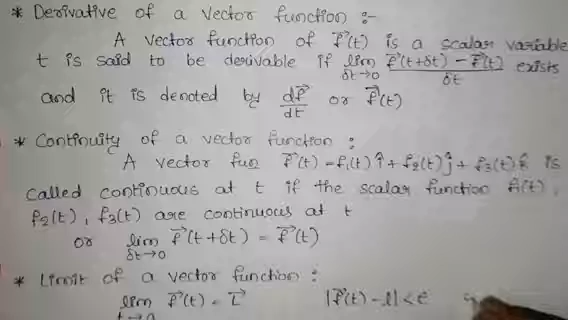 * Derivative of a vector function :-
A vector function of f⃗(t) is a scalar variable
t is said to be derivable if lim δt→0 (f⃗(t+δt) - f⃗(t))/δt exists
and it is denoted by df⃗/dt or f⃗(t)
* Continuity of a vector function :
A vector fun f⃗(t) = f₁(t) î + f₂(t) ĵ + f₃(t) k̂ is
called continuous at t if the scalar function f₁(t),
f₂(t), f₃(t) are continuous at t
or lim δt→0 f⃗(t+δt) = f⃗(t)
* Limit of a vector function :
lim t→a f⃗(t) = l⃗ |f⃗(t) - l| < ε